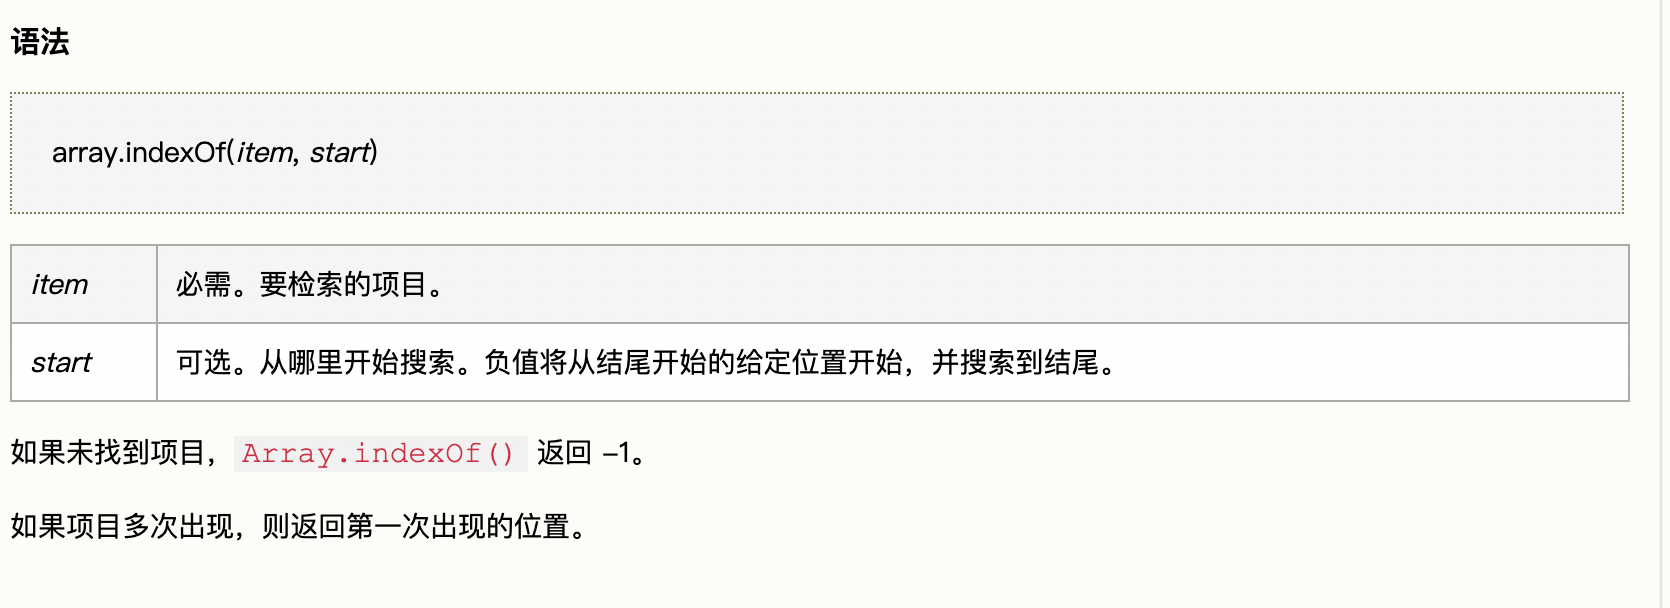 语法
array.indexOf(item, start)
item 必需。要检索的项目。
start 可选。从哪里开始搜索。负值将从结尾开始的给定位置开始，并搜索到结尾。
如果未找到项目，Array.indexOf() 返回 -1。
如果项目多次出现，则返回第一次出现的位置。